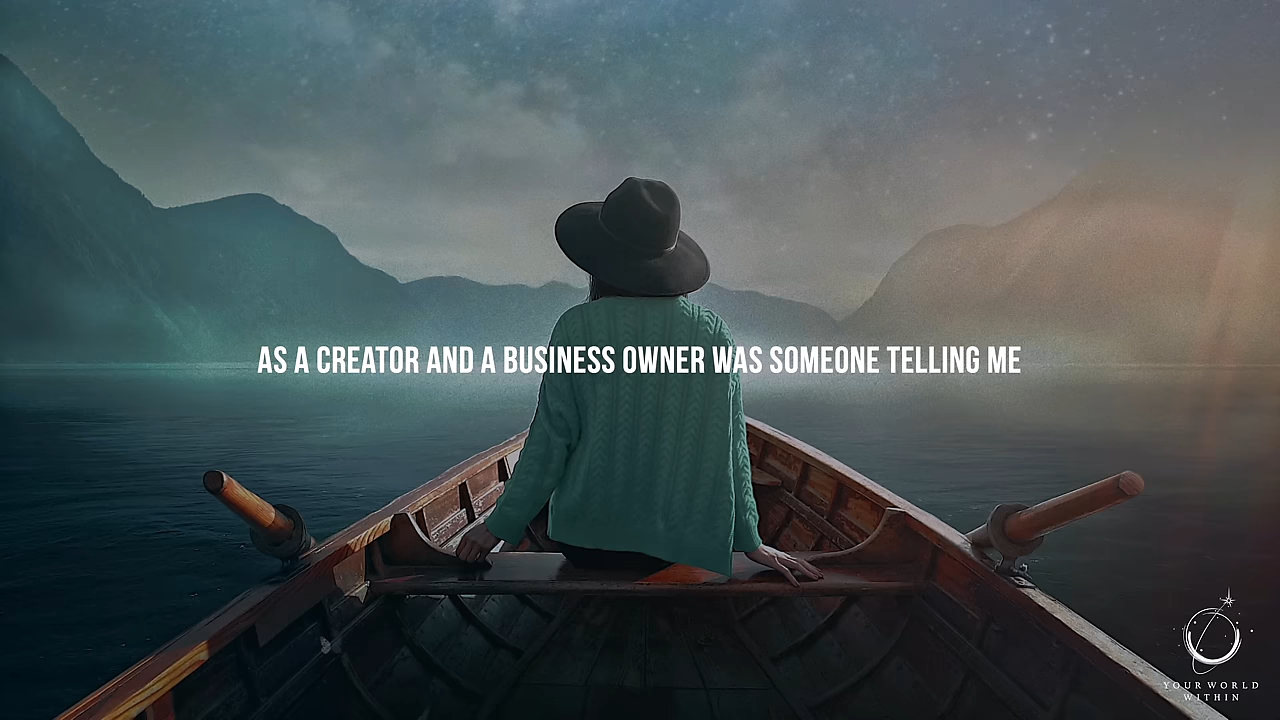 AS A CREATOR AND A BUSINESS OWNER WAS SOMEONE TELLING ME
YOUR WORLD
WITHIN